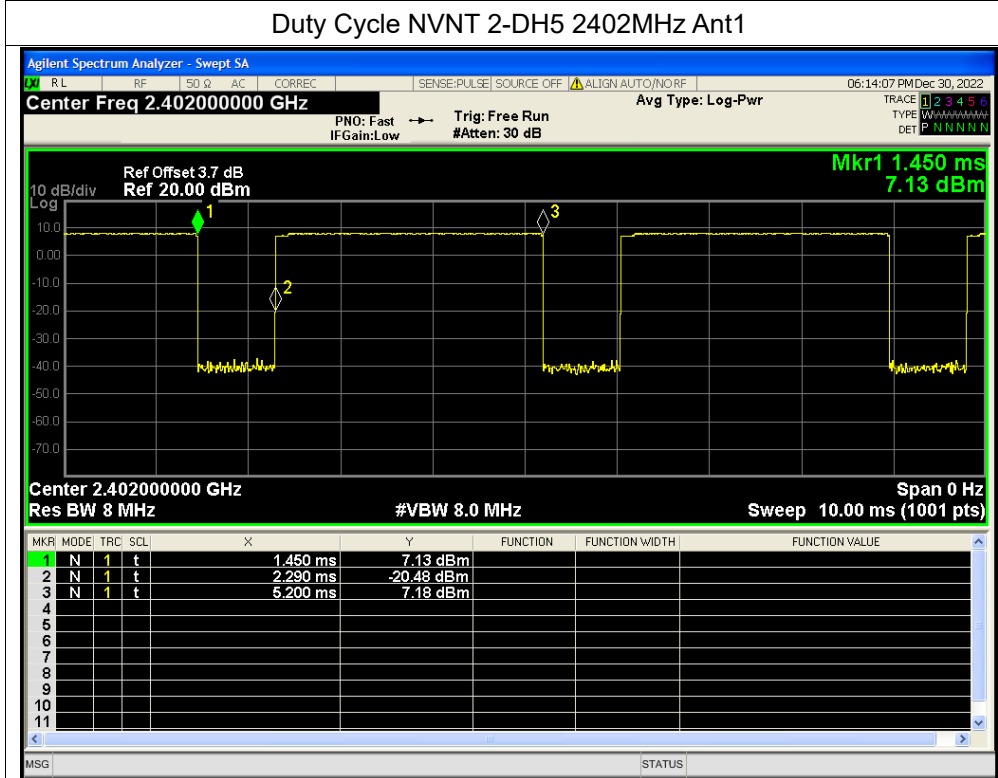 Duty Cycle NVNT 2-DH5 2402MHz Ant1
Agilent Spectrum Analyzer - Swept SA
LXI RL RF 50 Ω AC CORREC SENSE:PULSE SOURCE OFF ALIGN AUTO/NO RF 06:14:07 PM Dec 30, 2022
Center Freq 2.402000000 GHz Avg Type: Log-Pwr TRACE 1 2 3 4 5 6
PNO: Fast Trig: Free Run TYPE
IFGain:Low #Atten: 30 dB DET P N N N N N
Mkr1 1.450 ms
7.13 dBm
Ref Offset 3.7 dB
10 dB/div Ref 20.00 dBm
Log
1
3
10.0
0.00
-10.0
2
-20.0
-30.0
-40.0
-50.0
-60.0
-70.0
Center 2.402000000 GHz Span 0 Hz
Res BW 8 MHz #VBW 8.0 MHz Sweep 10.00 ms (1001 pts)
MKR MODE TRC SCL X Y FUNCTION FUNCTION WIDTH FUNCTION VALUE
1 N 1 t 1.450 ms 7.13 dBm
2 N 1 t 2.290 ms -20.48 dBm
3 N 1 t 5.200 ms 7.18 dBm
4
5
6
7
8
9
10
11
MSG STATUS